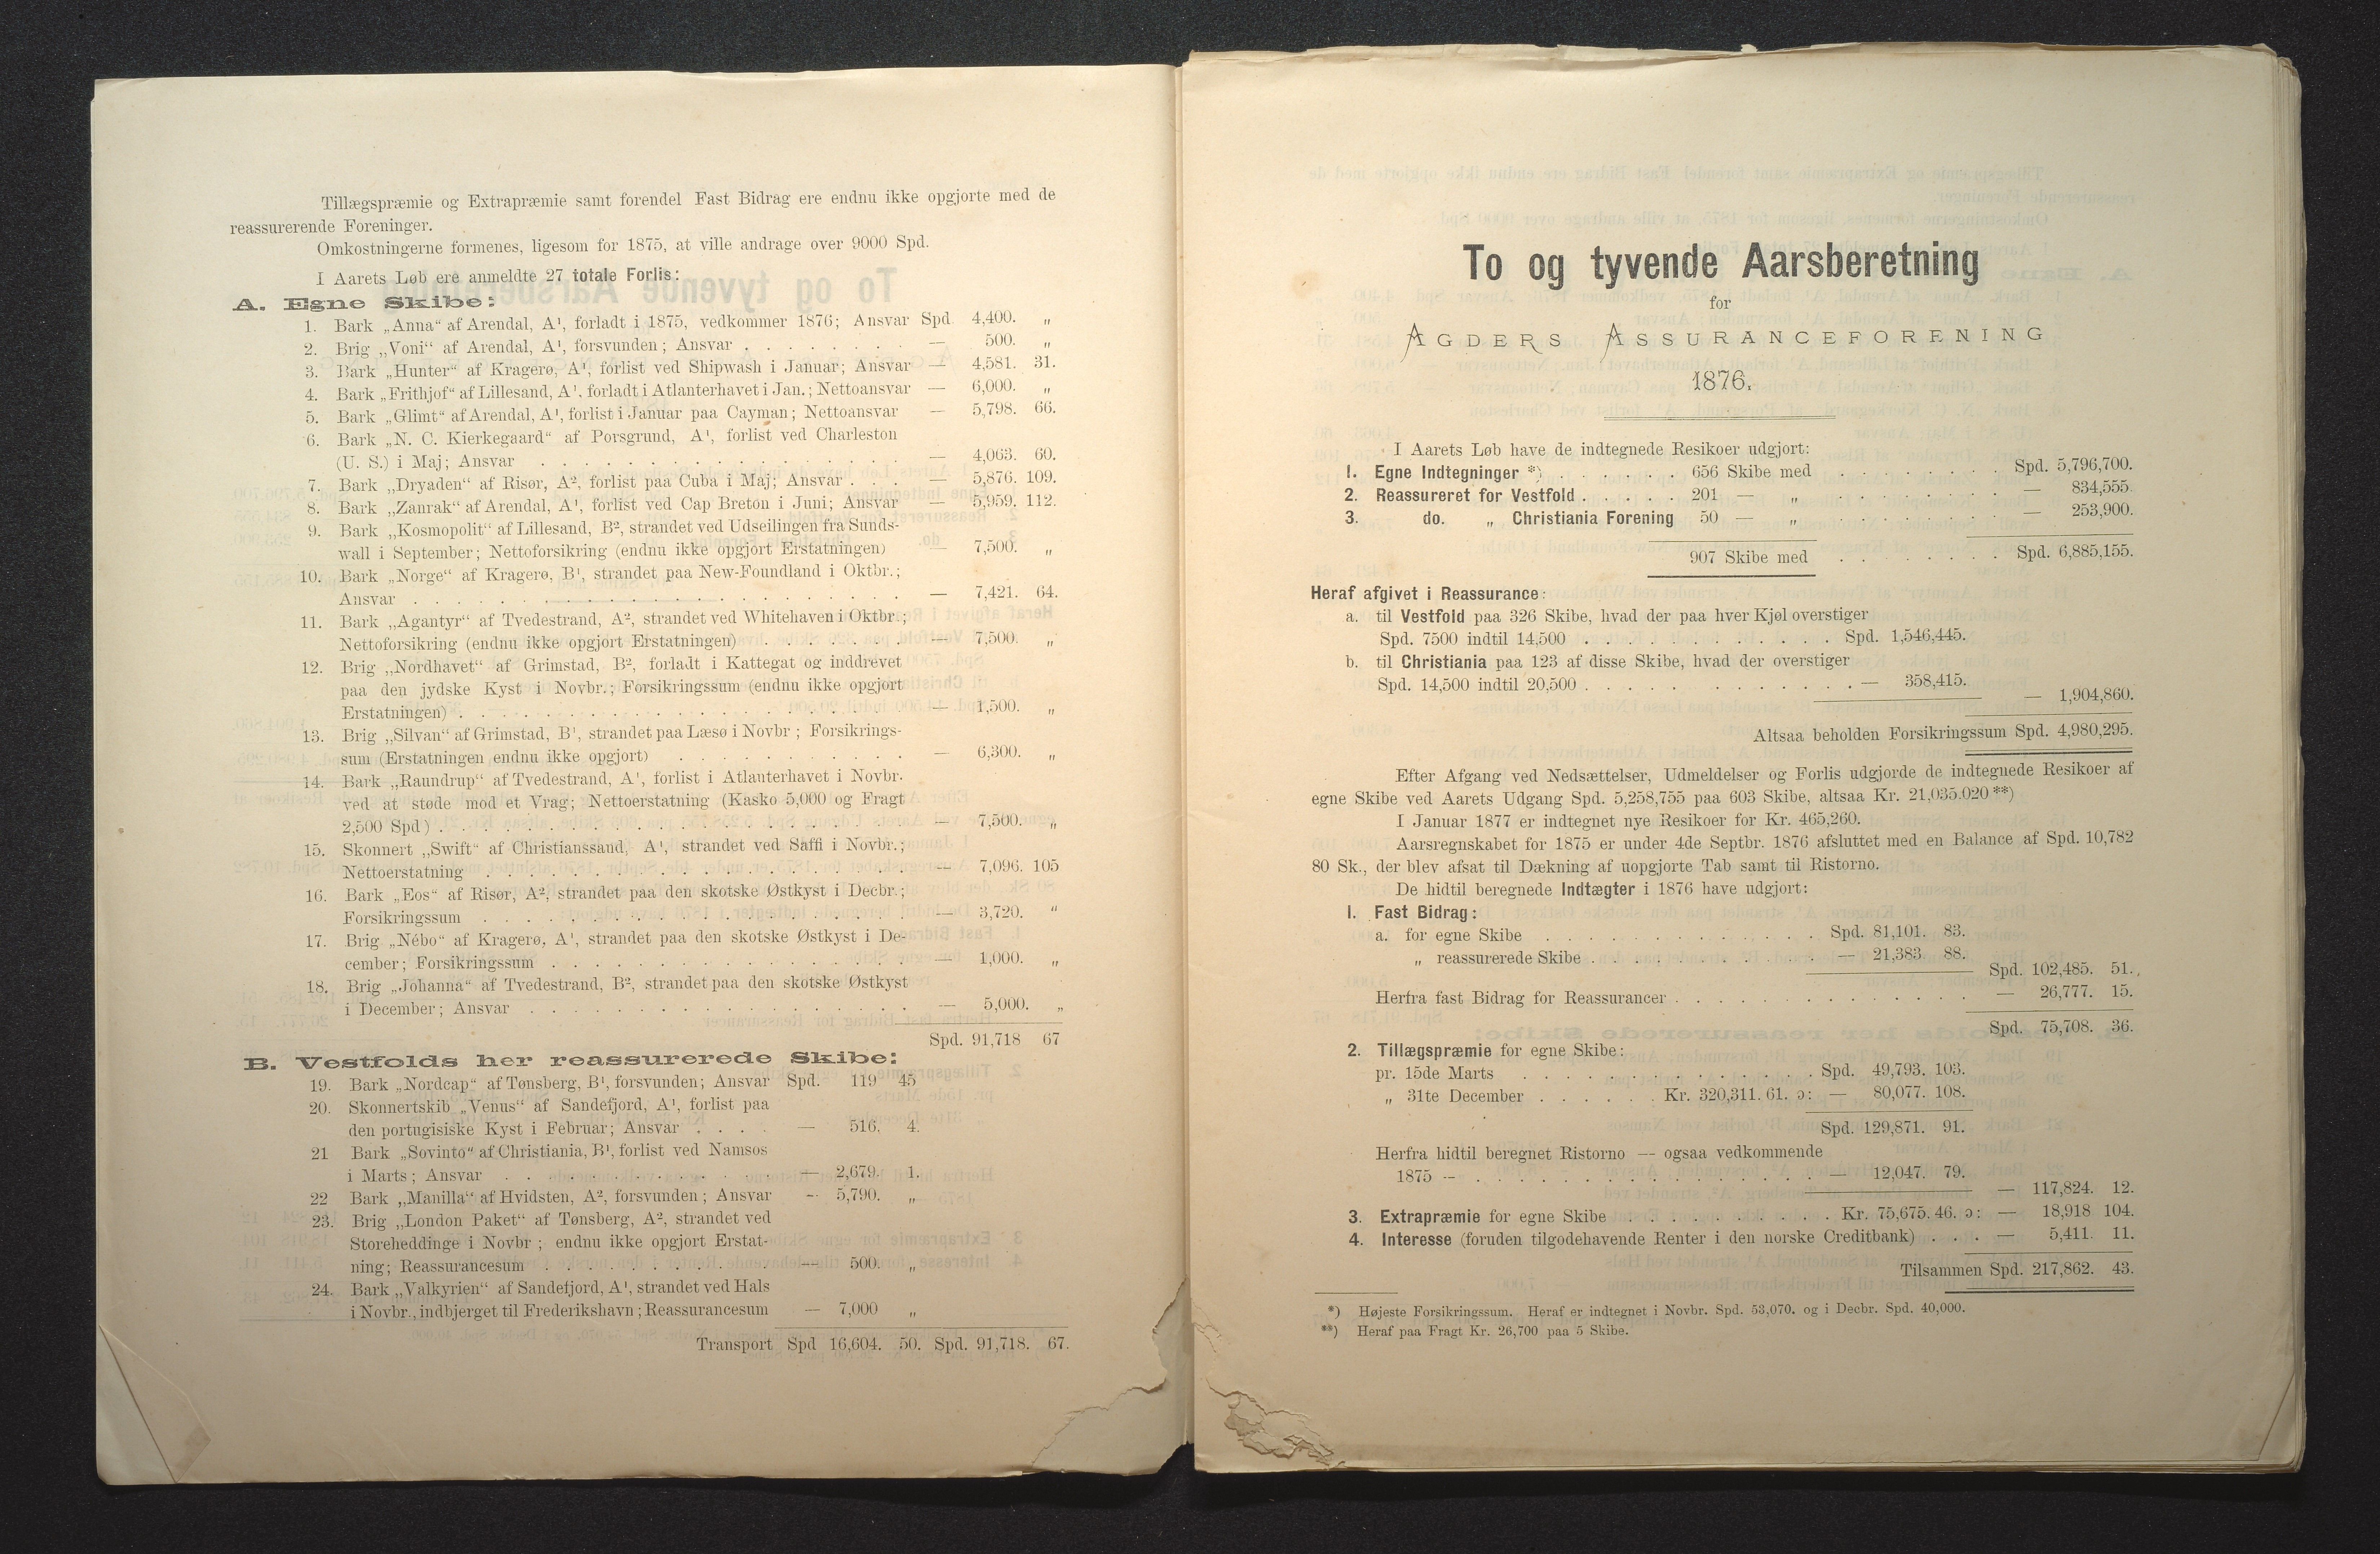 Tillægspræmie og Extrapræmie samt forendel Fast Bidrag ere endnu ikke opgjorte med de
reassurerende Foreninger.
Omkostningerne formenes, ligesom for 1875, at ville andrage over 9000 Spd.
I Aarets Løb ere anmeldte 27 totale Forlis:
A. Egne Skibe:
1. Bark „Anna“ af Arendal, A¹, forladt i 1875, vedkommer 1876; Ansvar Spd. 4,400. „
2. Brig „Voni“ af Arendal, A¹, forsvunden; Ansvar . . . . . . . . — 500. „
3. Bark „Hunter“ af Kragerø, A¹, forlist ved Shipwash i Januar; Ansvar — 4,581. 31.
4. Bark „Frithjof“ af Lillesand, A¹, forladt i Atlanterhavet i Jan.; Nettoansvar — 6,000. „
5. Bark „Glimt“ af Arendal, A¹, forlist i Januar paa Cayman; Nettoansvar — 5,798. 66.
6. Bark „N. C. Kierkegaard“ af Porsgrund, A¹, forlist ved Charleston
(U. S.) i Maj; Ansvar . . . . . . . . . . . . . . — 4,063. 60.
7. Bark „Dryaden“ af Risør, A², forlist paa Cuba i Maj; Ansvar . . . — 5,876. 109.
8. Bark „Zanrak“ af Arendal, A¹, forlist ved Cap Breton i Juni; Ansvar — 5,959. 112.
9. Bark „Kosmopolit“ af Lillesand, B², strandet ved Udseilingen fra Sunds-
wall i September; Nettoforsikring (endnu ikke opgjort Erstatningen) — 7,500. „
10. Bark „Norge“ af Kragerø, B¹, strandet paa New-Foundland i Oktbr.;
Ansvar . . . . . . . . . . . . . . . . . . — 7,421. 64.
11. Bark „Agantyr“ af Tvedestrand, A², strandet ved Whitehaven i Oktbr.;
Nettoforsikring (endnu ikke opgjort Erstatningen) . . . . . . . — 7,500. „
12. Brig „Nordhavet“ af Grimstad, B², forladt i Kattegat og inddrevet
paa den jydske Kyst i Novbr.; Forsikringssum (endnu ikke opgjort
Erstatningen) . . . . . . . . . . . . . . . . . — 1,500. „
13. Brig „Silvan“ af Grimstad, B¹, strandet paa Læsø i Novbr ; Forsikrings-
sum (Erstatningen endnu ikke opgjort) . . . . . . . . . . — 6,300. „
14. Bark „Raundrup“ af Tvedestrand, A¹, forlist i Atlanterhavet i Novbr.
ved at støde mod et Vrag; Nettoerstatning (Kasko 5,000 og Fragt
2,500 Spd) . . . . . . . . . . . . . . . . . . — 7,500. „
15. Skonnert „Swift“ af Christianssand, A¹, strandet ved Saffi i Novbr.;
Nettoerstatning . . . . . . . . . . . . . . . . — 7,096. 105
16. Bark „Eos“ af Risør, A², strandet paa den skotske Østkyst i Decbr.;
Forsikringssum . . . . . . . . . . . . . . . . — 3,720. “
17. Brig „Nébo“ af Kragerø, A¹, strandet paa den skotske Østkyst i De-
cember; Forsikringssum . . . . . . . . . . . . . . — 1,000. „
18. Brig „Johanna“ af Tvedestrand, B², strandet paa den skotske Østkyst
i December; Ansvar . . . . . . . . . . . . . . — 5,000. „
Spd. 91,718 67
B. Vestfolds her reassurerede Skibe:
19. Bark „Nordcap“ af Tønsberg, B¹, forsvunden; Ansvar Spd. 119 45
20. Skonnertskib „Venus“ af Sandefjord, A¹, forlist paa
den portugisiske Kyst i Februar; Ansvar . . . . — 516. 4.
21 Bark „Sovinto“ af Christiania, B¹, forlist ved Namsos
i Marts; Ansvar . . . . . . . . . . . — 2,679. 1.
22 Bark „Manilla“ af Hvidsten, A², forsvunden; Ansvar — 5,790. „
23. Brig „London Paket“ af Tønsberg, A², strandet ved
Storeheddinge i Novbr ; endnu ikke opgjort Erstat-
ning; Reassurancesum . . . . . . . . . — 500. „
24. Bark „Valkyrien“ af Sandefjord, A¹, strandet ved Hals
i Novbr., indbjerget til Frederikshavn; Reassurancesum — 7,000 „
Transport Spd 16,604. 50. Spd. 91,718. 67.
To og tyvende Aarsberetning
for
AGDERS ASSURANCEFORENING
1876.
I Aarets Løb have de indtegnede Resikoer udgjort:
1. Egne Indtegninger *) . . . . . . 656 Skibe med . . . . . . . . Spd. 5,796,700.
2. Reassureret for Vestfold . . . . . 201 — „ . . . . . . . . — 834,555.
3. do. „ Christiania Forening 50 — „ . . . . . . . . — 253,900.
907 Skibe med . . . . . . . Spd. 6,885,155.
Heraf afgivet i Reassurance:
a. til Vestfold paa 326 Skibe, hvad der paa hver Kjøl overstiger
Spd. 7500 indtil 14,500 . . . . . . . . . . . . Spd. 1,546,445.
b. til Christiania paa 123 af disse Skibe, hvad der overstiger
Spd. 14,500 indtil 20,500 . . . . . . . . . . . . — 358,415.
— 1,904,860.
Altsaa beholden Forsikringssum Spd. 4,980,295.
Efter Afgang ved Nedsættelser, Udmeldelser og Forlis udgjorde de indtegnede Resikoer af
egne Skibe ved Aarets Udgang Spd. 5,258,755 paa 603 Skibe, altsaa Kr. 21,035.020 **)
I Januar 1877 er indtegnet nye Resikoer for Kr. 465,260.
Aarsregnskabet for 1875 er under 4de Septbr. 1876 afsluttet med en Balance af Spd. 10,782
80 Sk., der blev afsat til Dækning af uopgjorte Tab samt til Ristorno.
De hidtil beregnede Indtægter i 1876 have udgjort:
1. Fast Bidrag:
a. for egne Skibe . . . . . . . . . . . . . Spd. 81,101. 83.
„ reassurerede Skibe . . . . . . . . . . . — 21,383. 88.
Spd. 102,485. 51.
Herfra fast Bidrag for Reassurancer . . . . . . . . . . . . . . — 26,777. 15.
Spd. 75,708. 36.
2. Tillægspræmie for egne Skibe:
pr. 15de Marts . . . . . . . . . . . . . . Spd. 49,793. 103.
„ 31te December . . . . . . Kr. 320,311. 61. ɔ: — 80,077. 108.
Spd. 129,871. 91.
Herfra hidtil beregnet Ristorno — ogsaa vedkommende
1875 — . . . . . . . . . . . . . . . . — 12,047. 79.
— 117,824. 12.
3. Extrapræmie for egne Skibe . . . . . . . . . . Kr. 75,675. 46. ɔ: — 18,918 104.
4. Interesse (foruden tilgodehavende Renter i den norske Creditbank) . . . — 5,411. 11.
Tilsammen Spd. 217,862. 43.
*) Højeste Forsikringssum. Heraf er indtegnet i Novbr. Spd. 53,070. og i Decbr. Spd. 40,000.
**) Heraf paa Fragt Kr. 26,700 paa 5 Skibe.